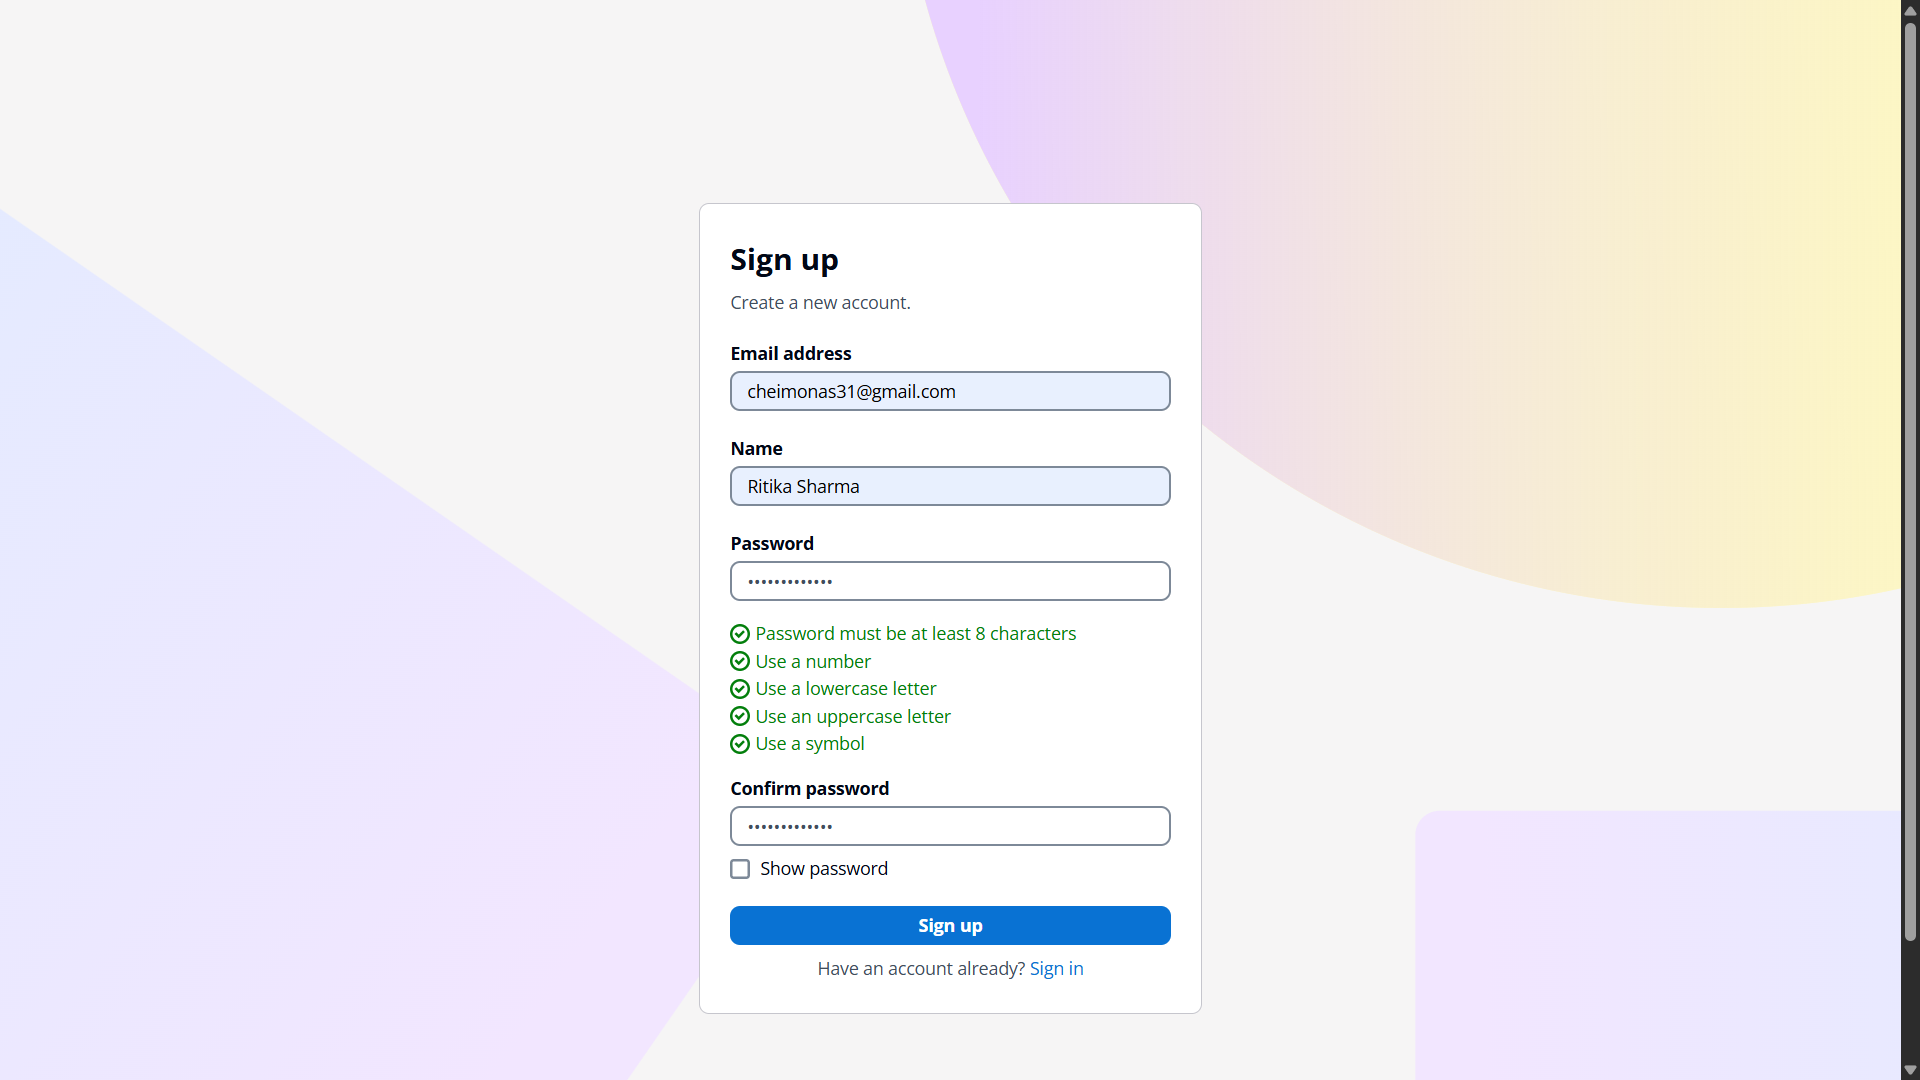 Sign up
Create a new account.
Email address
cheimonas31@gmail.com
Name
Ritika Sharma
Password
•••••••••••••
Password must be at least 8 characters
Use a number
Use a lowercase letter
Use an uppercase letter
Use a symbol
Confirm password
•••••••••••••
Show password
Sign up
Have an account already? Sign in